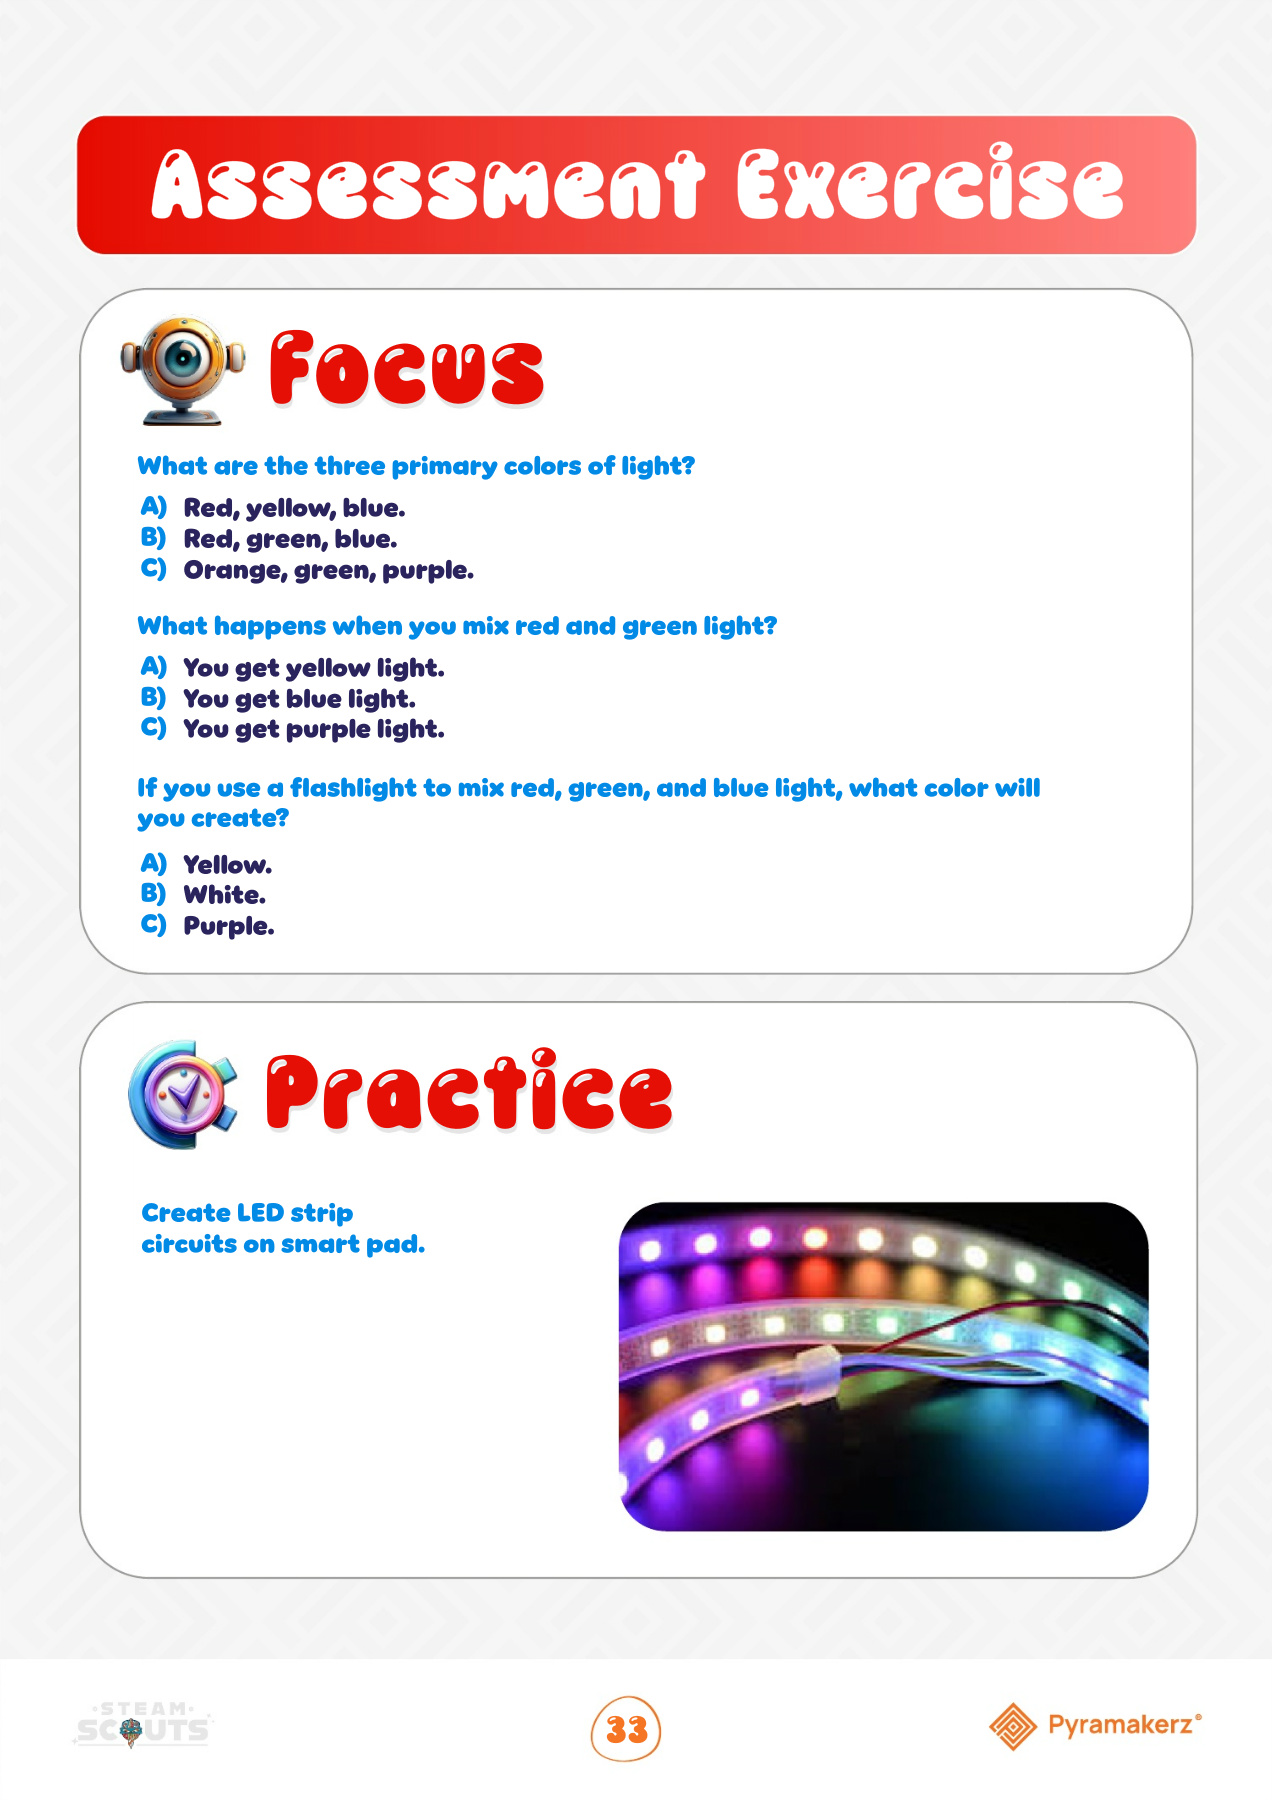 Assessment Exercise
Focus
What are the three primary colors of light?
A) Red, yellow, blue.
B) Red, green, blue.
C) Orange, green, purple.
What happens when you mix red and green light?
A) You get yellow light.
B) You get blue light.
C) You get purple light.
If you use a flashlight to mix red, green, and blue light, what color will
you create?
A) Yellow.
B) White.
C) Purple.
Practice
Create LED strip
circuits on smart pad.
STEAM
SCOUTS
33
Pyramakerz®